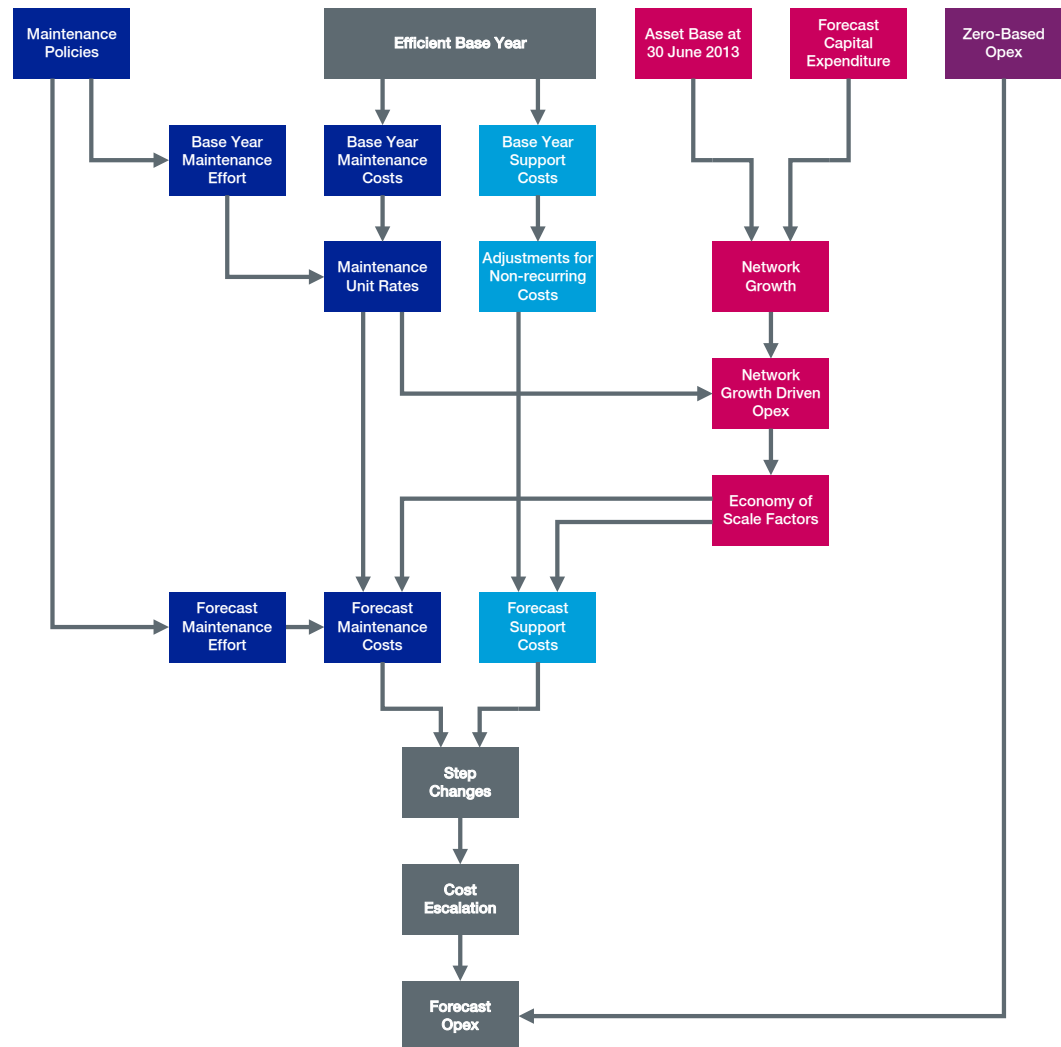 Maintenance
Policies
Efficient Base Year
Asset Base at
30 June 2013
Forecast
Capital
Expenditure
Zero-Based
Opex
Base Year
Maintenance
Effort
Base Year
Maintenance
Costs
Base Year
Support
Costs
Maintenance
Unit Rates
Adjustments for
Non-recurring
Costs
Network
Growth
Network
Growth Driven
Opex
Economy of
Scale Factors
Forecast
Maintenance
Effort
Forecast
Maintenance
Costs
Forecast
Support
Costs
Step
Changes
Cost
Escalation
Forecast
Opex